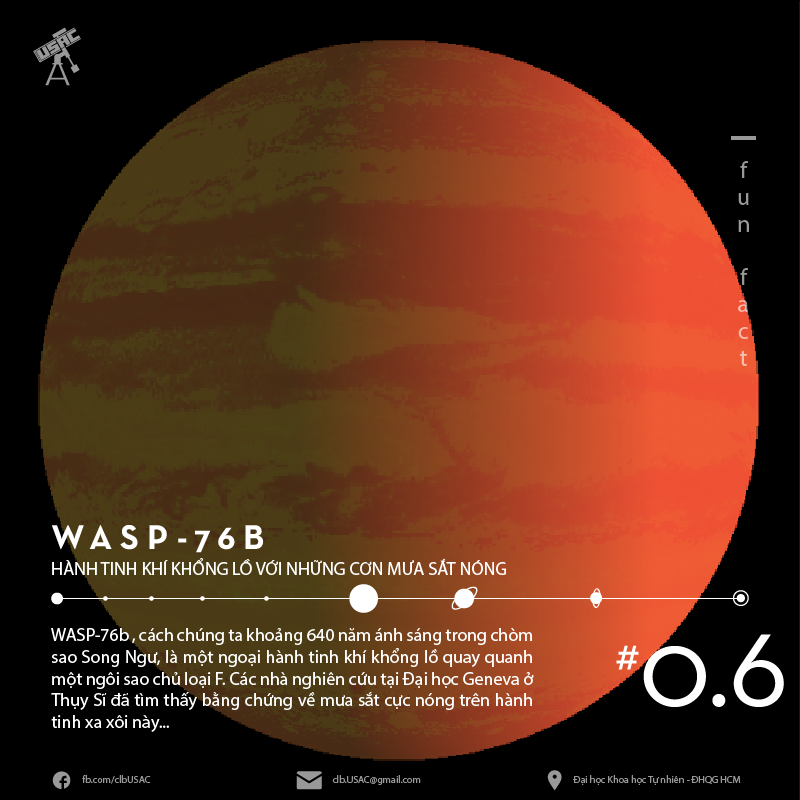 USAC
fun fact
WASP-76B
HÀNH TINH KHÍ KHỔNG LỒ VỚI NHỮNG CƠN MƯA SẮT NÓNG
WASP-76b, cách chúng ta khoảng 640 năm ánh sáng trong chòm
sao Song Ngư, là một ngoại hành tinh khí khổng lồ quay quanh
một ngôi sao chủ loại F. Các nhà nghiên cứu tại Đại học Geneva ở
Thụy Sĩ đã tìm thấy bằng chứng về mưa sắt cực nóng trên hành
tinh xa xôi này...
#0.6
fb.com/clbUSAC
clb.USAC@gmail.com
Đại học Khoa học Tự nhiên - ĐHQG HCM